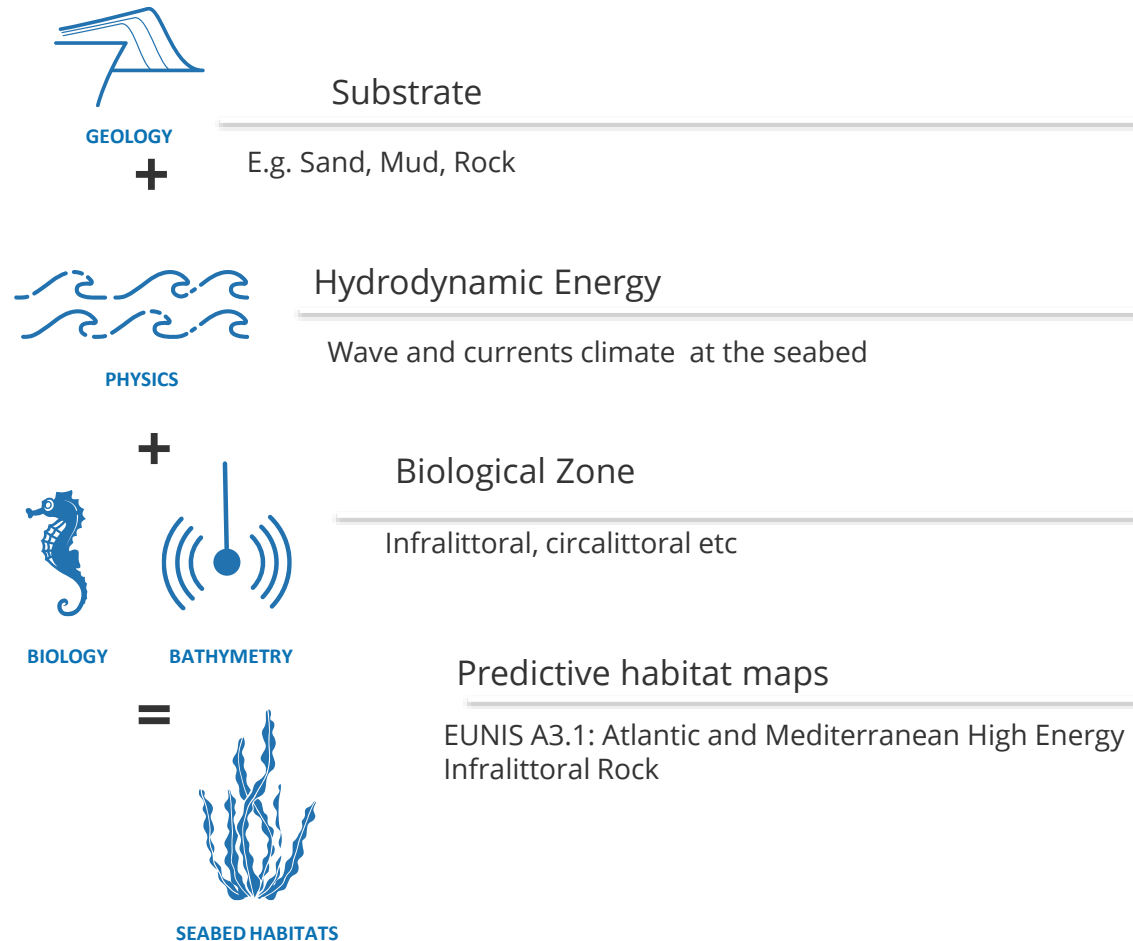 Substrate
GEOLOGY
+
E.g. Sand, Mud, Rock
Hydrodynamic Energy
Wave and currents climate  at the seabed
PHYSICS
+
Biological Zone
Infralittoral, circalittoral etc
BIOLOGY
BATHYMETRY
=
Predictive habitat maps
EUNIS A3.1: Atlantic and Mediterranean High Energy
Infralittoral Rock
SEABED HABITATS